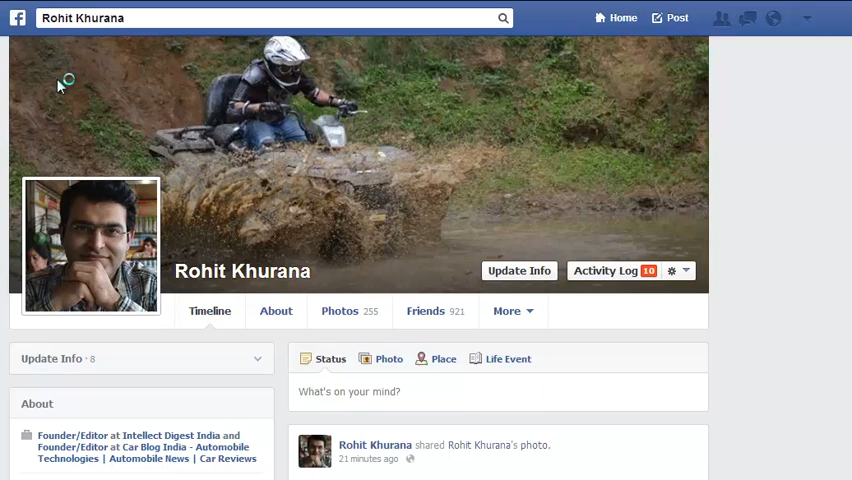 f Rohit Khurana Home Post
Rohit Khurana Update Info Activity Log 10
Timeline About Photos 255 Friends 921 More
Update Info · 8
Status Photo Place Life Event
What's on your mind?
About
Founder/Editor at Intellect Digest India and
Founder/Editor at Car Blog India - Automobile
Technologies | Automobile News | Car Reviews
Rohit Khurana shared Rohit Khurana's photo.
21 minutes ago